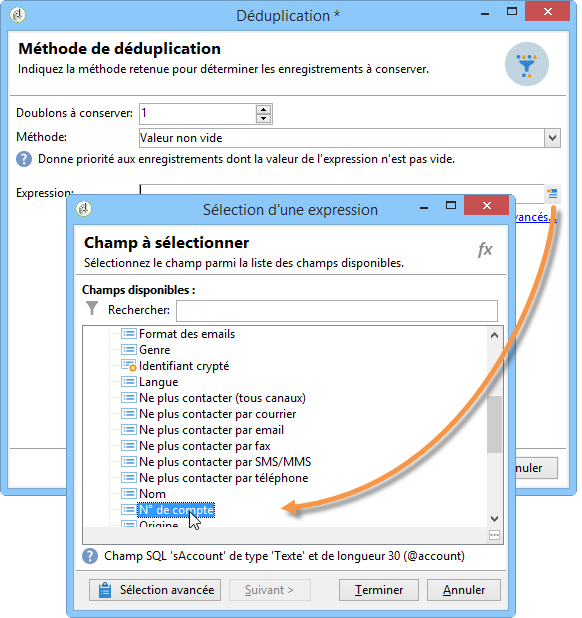 Déduplication *
Méthode de déduplication
Indiquez la méthode retenue pour déterminer les enregistrements à conserver.
Doublons à conserver: 1
Méthode: Valeur non vide
Donne priorité aux enregistrements dont la valeur de l'expression n'est pas vide.
Expression:
avancés...
Sélection d'une expression
Champ à sélectionner
Sélectionnez le champ parmi la liste des champs disponibles.
fx
Champs disponibles :
Rechercher:
Format des emails
Genre
Identifiant crypté
Langue
Ne plus contacter (tous canaux)
Ne plus contacter par courrier
Ne plus contacter par email
Ne plus contacter par fax
Ne plus contacter par SMS/MMS
Ne plus contacter par téléphone
Nom
N° de compte
Origine
nuler
Champ SQL 'sAccount' de type 'Texte' et de longueur 30 (@account)
Sélection avancée
Suivant >
Terminer
Annuler